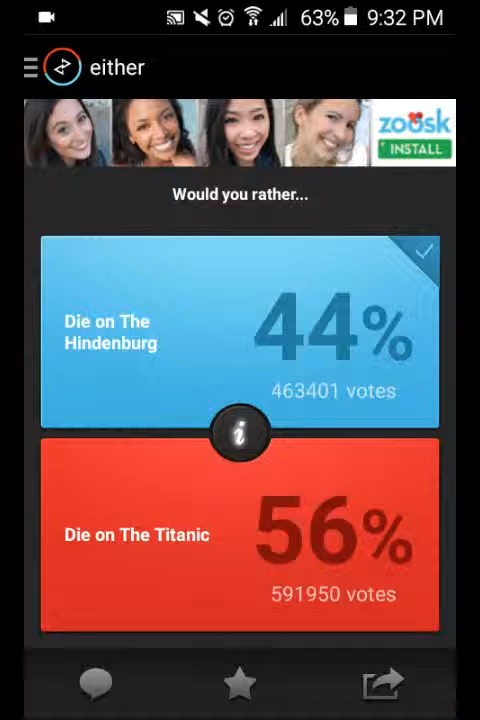 63% 9:32 PM
either
zoosk
INSTALL
Would you rather...
Die on The
Hindenburg
44%
463401 votes
i
Die on The Titanic
56%
591950 votes